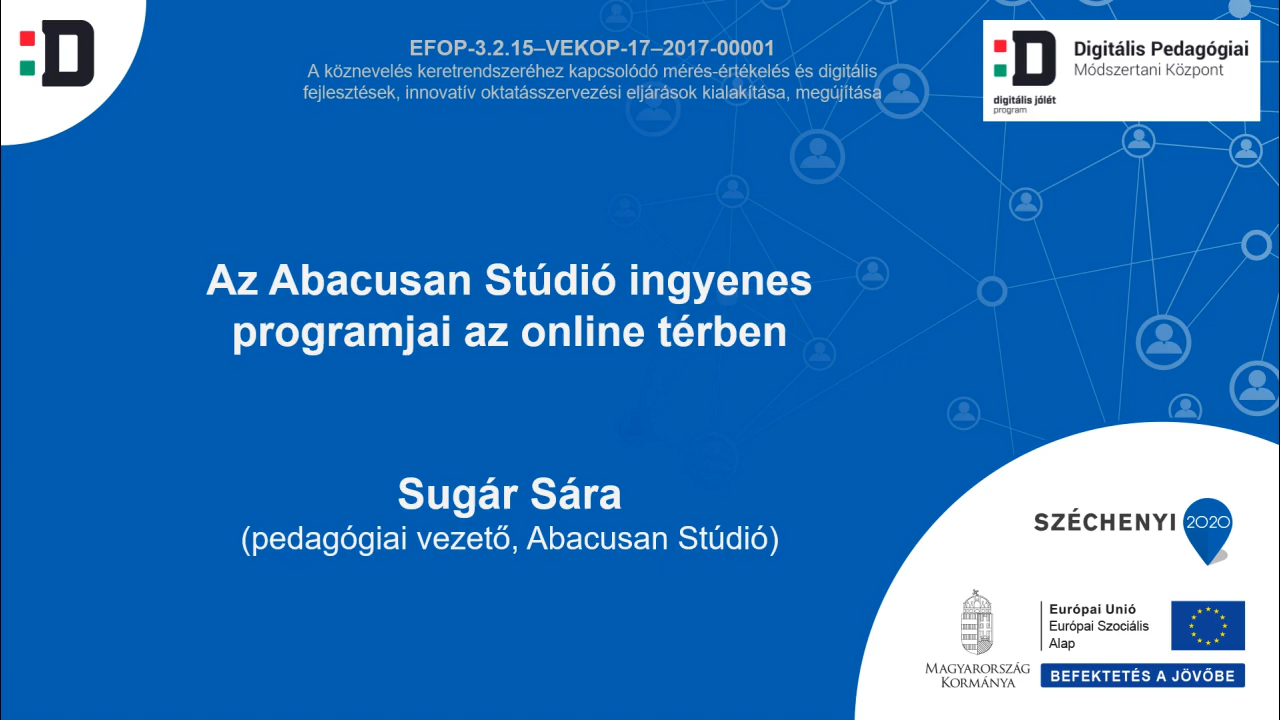 EFOP-3.2.15–VEKOP-17–2017-00001
A köznevelés keretrendszeréhez kapcsolódó mérés-értékelés és digitális
fejlesztések, innovatív oktatásszervezési eljárások kialakítása, megújítása
:D
Digitális Pedagógiai
Módszertani Központ
digitális jólét
program
Az Abacusan Stúdió ingyenes
programjai az online térben
Sugár Sára
(pedagógiai vezető, Abacusan Stúdió)
SZÉCHENYI 2020
Európai Unió
Európai Szociális
Alap
MAGYARORSZÁG
KORMÁNYA
BEFEKTETÉS A JÖVŐBE